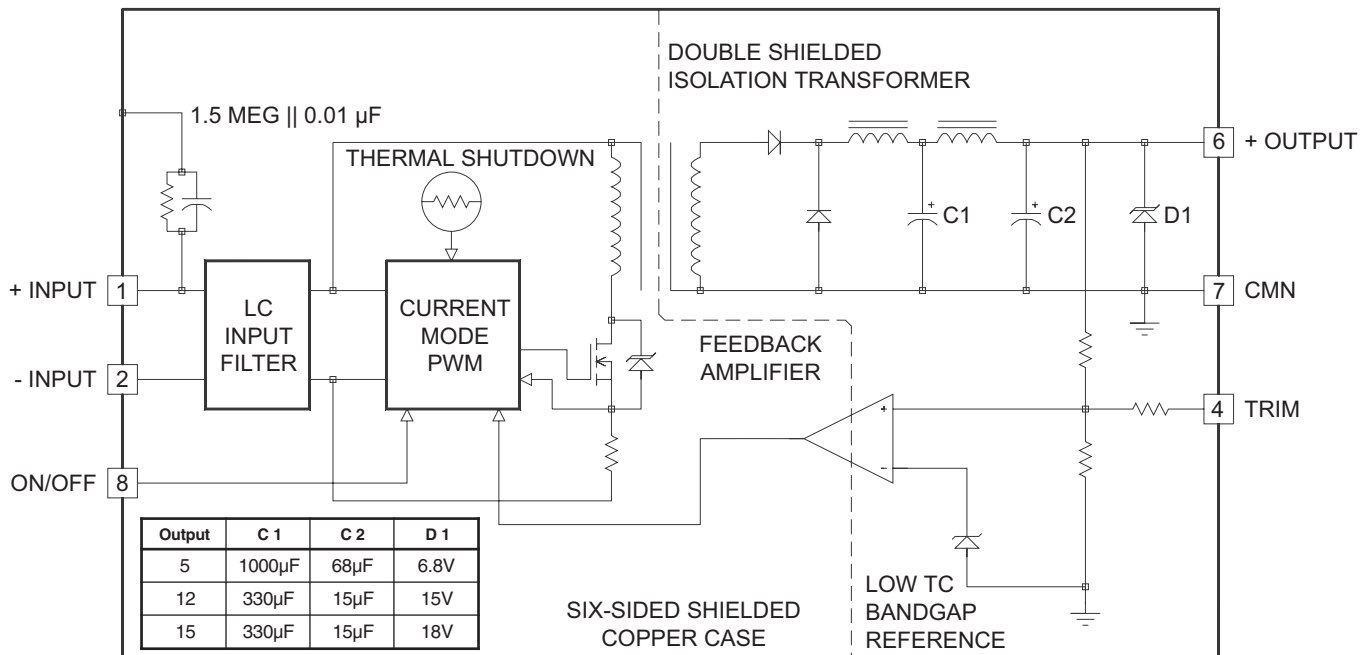 DOUBLE SHIELDED
ISOLATION TRANSFORMER
1.5 MEG || 0.01 µF
THERMAL SHUTDOWN
6 + OUTPUT
+
C1
+
C2
D1
+ INPUT 1
LC
INPUT
FILTER
CURRENT
MODE
PWM
7 CMN
- INPUT 2
FEEDBACK
AMPLIFIER
+
4 TRIM
-
ON/OFF 8
Output C 1 C 2 D 1
5 1000µF 68µF 6.8V
12 330µF 15µF 15V
15 330µF 15µF 18V
SIX-SIDED SHIELDED
COPPER CASE
LOW TC
BANDGAP
REFERENCE